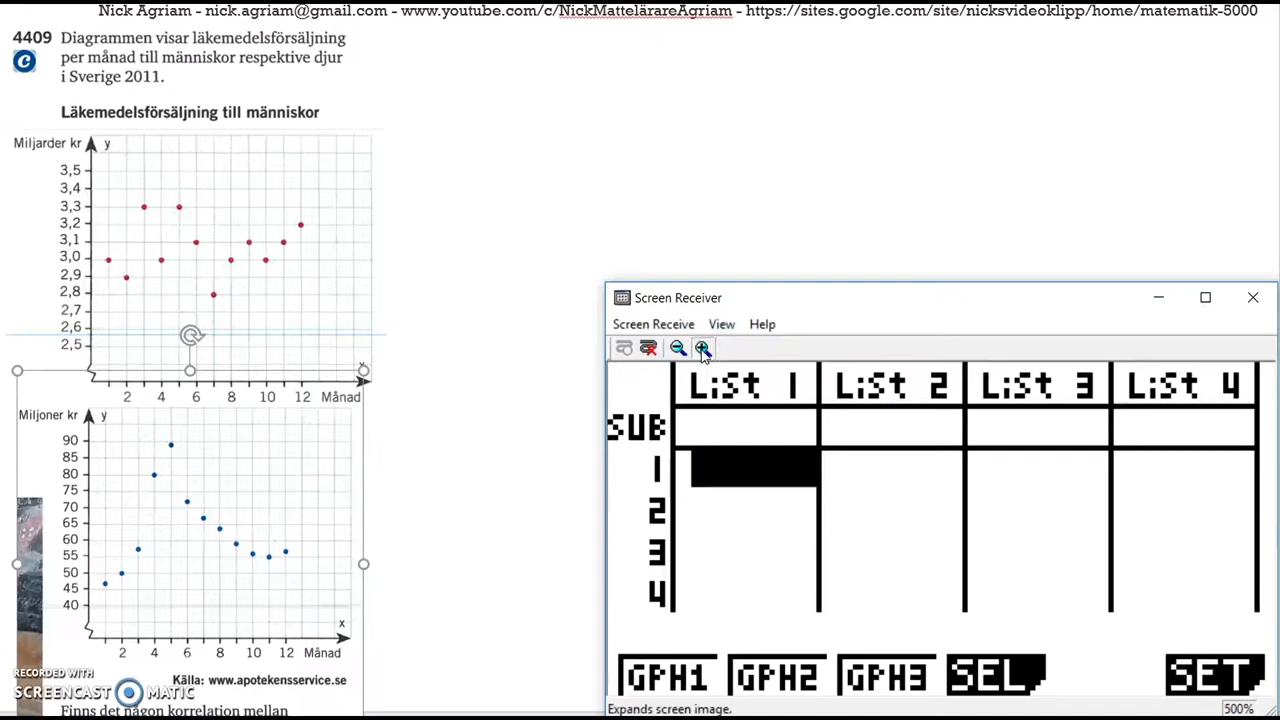 Nick Agriam - nick.agriam@gmail.com - www.youtube.com/c/NickMattelärareAgriam - https://sites.google.com/site/nicksvideoklipp/home/matematik-5000
4409 Diagrammen visar läkemedelsförsäljning
C per månad till människor respektive djur
i Sverige 2011.
Läkemedelsförsäljning till människor
Miljarder kr y
3,5
3,4
3,3
3,2
3,1
3,0
2,9
2,8
2,7
2,6
2,5
x
2 4 6 8 10 12 Månad
Miljoner kr y
90
85
80
75
70
65
60
55
50
45
40
x
2 4 6 8 10 12 Månad
Källa: www.apotekensservice.se
Finns det någon korrelation mellan
RECORDED WITH
SCREENCAST MATIC
Screen Receiver
Screen Receive View Help
List 1 List 2 List 3 List 4
SUB
1
2
3
4
GPH1 GPH2 GPH3 SEL SET
Expands screen image. 500%